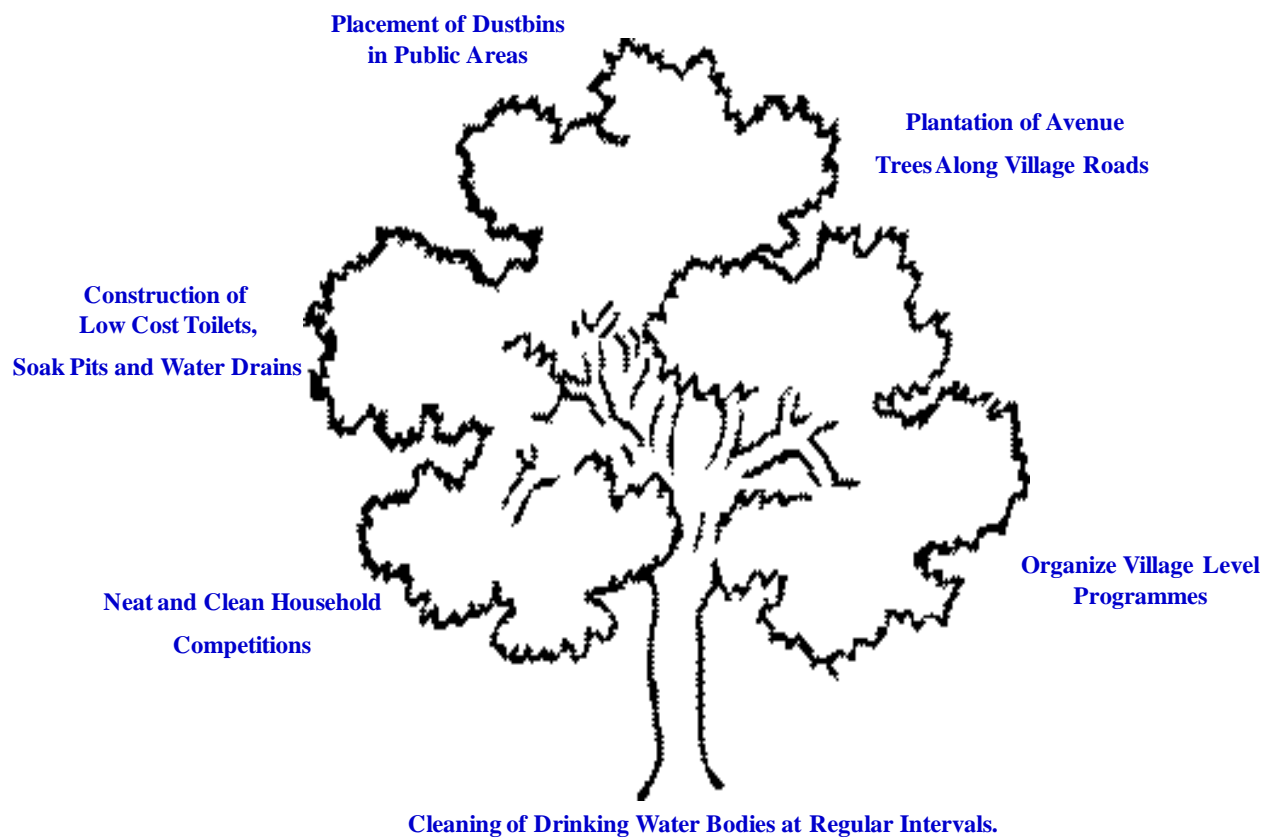 Placement of Dustbins
in Public Areas
Plantation of Avenue
Trees Along Village Roads
Construction of
Low Cost Toilets,
Soak Pits and Water Drains
Organize Village Level
Programmes
Neat and Clean Household
Competitions
Cleaning of Drinking Water Bodies at Regular Intervals.